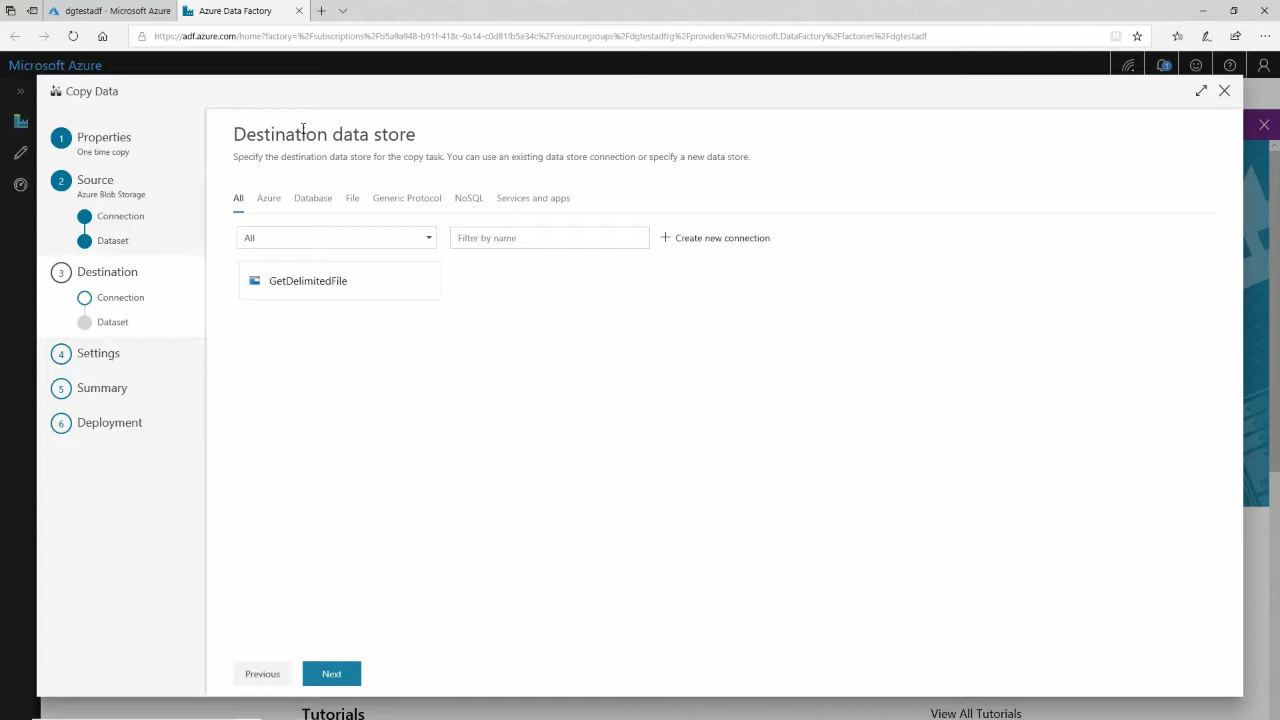 dgtestadf - Microsoft Azure
Azure Data Factory
https://adf.azure.com/home?factory=%2Fsubscriptions%2Fb5a9a948-b91f-418c-9a14-c0d81fb5e34c%2Fresourcegroups%2Fdgtestadfrg%2Fproviders%2FMicrosoft.DataFactory%2Ffactories%2Fdgtestadf
Microsoft Azure
1
Copy Data
1 Properties
One time copy
2 Source
Azure Blob Storage
Connection
Dataset
3 Destination
Connection
Dataset
4 Settings
5 Summary
6 Deployment
Destination data store
Specify the destination data store for the copy task. You can use an existing data store connection or specify a new data store.
All Azure Database File Generic Protocol NoSQL Services and apps
All Filter by name + Create new connection
GetDelimitedFile
Previous Next
Tutorials View All Tutorials